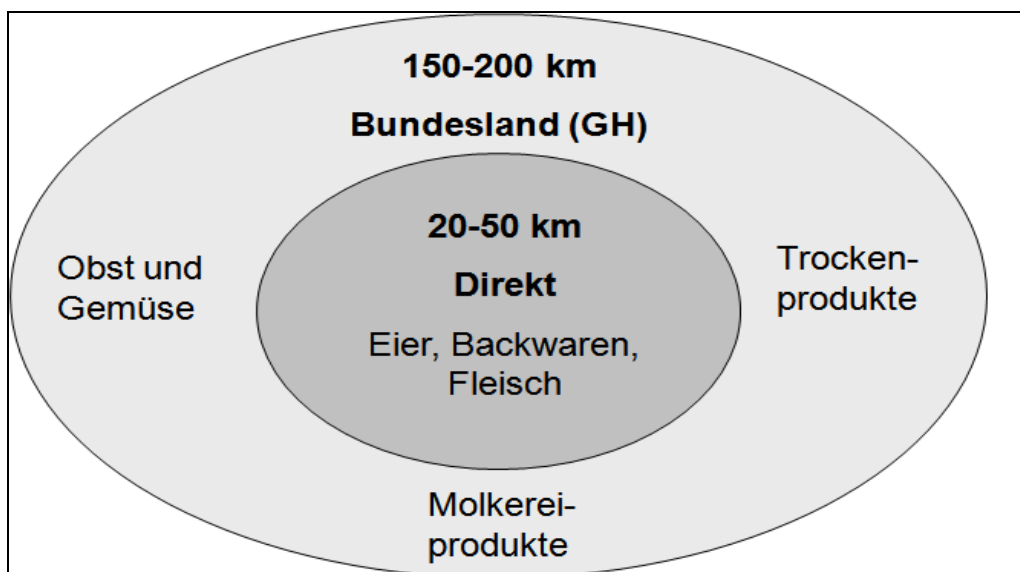 150-200 km
Bundesland (GH)
20-50 km
Direkt
Eier, Backwaren,
Fleisch
Obst und
Gemüse
Trocken-
produkte
Molkerei-
produkte